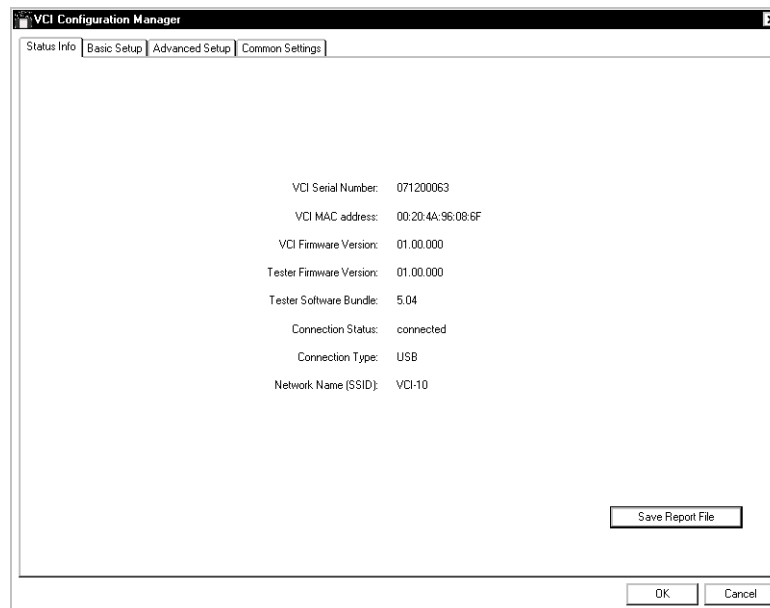 VCI Configuration Manager
Status Info Basic Setup Advanced Setup Common Settings
VCI Serial Number: 071200063
VCI MAC address: 00:20:4A:96:08:6F
VCI Firmware Version: 01.00.000
Tester Firmware Version: 01.00.000
Tester Software Bundle: 5.04
Connection Status: connected
Connection Type: USB
Network Name (SSID): VCI-10
Save Report File
OK Cancel